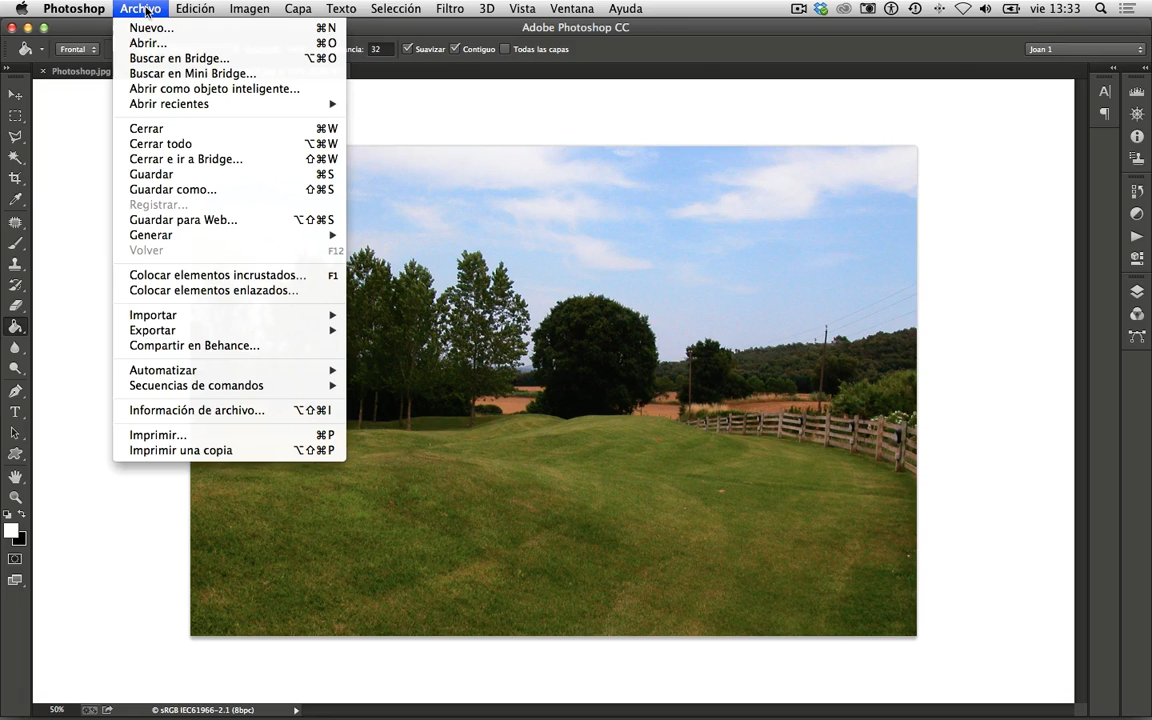 Photoshop Archivo Edición Imagen Capa Texto Selección Filtro 3D Vista Ventana Ayuda vie 13:33
Adobe Photoshop CC
Frontal
32 Suavizar Contiguo Todas las capas Joan 1
× Photoshop.jpg
Nuevo... ⌘N
Abrir... ⌘O
Buscar en Bridge... ⌥⌘O
Buscar en Mini Bridge...
Abrir como objeto inteligente...
Abrir recientes
Cerrar ⌘W
Cerrar todo ⌥⌘W
Cerrar e ir a Bridge... ⇧⌘W
Guardar ⌘S
Guardar como... ⇧⌘S
Registrar...
Guardar para Web... ⌥⇧⌘S
Generar
Volver F12
Colocar elementos incrustados... F1
Colocar elementos enlazados...
Importar
Exportar
Compartir en Behance...
Automatizar
Secuencias de comandos
Información de archivo... ⌥⇧⌘I
Imprimir... ⌘P
Imprimir una copia ⌥⇧⌘P
50% sRGB IEC61966-2.1 (8bpc)